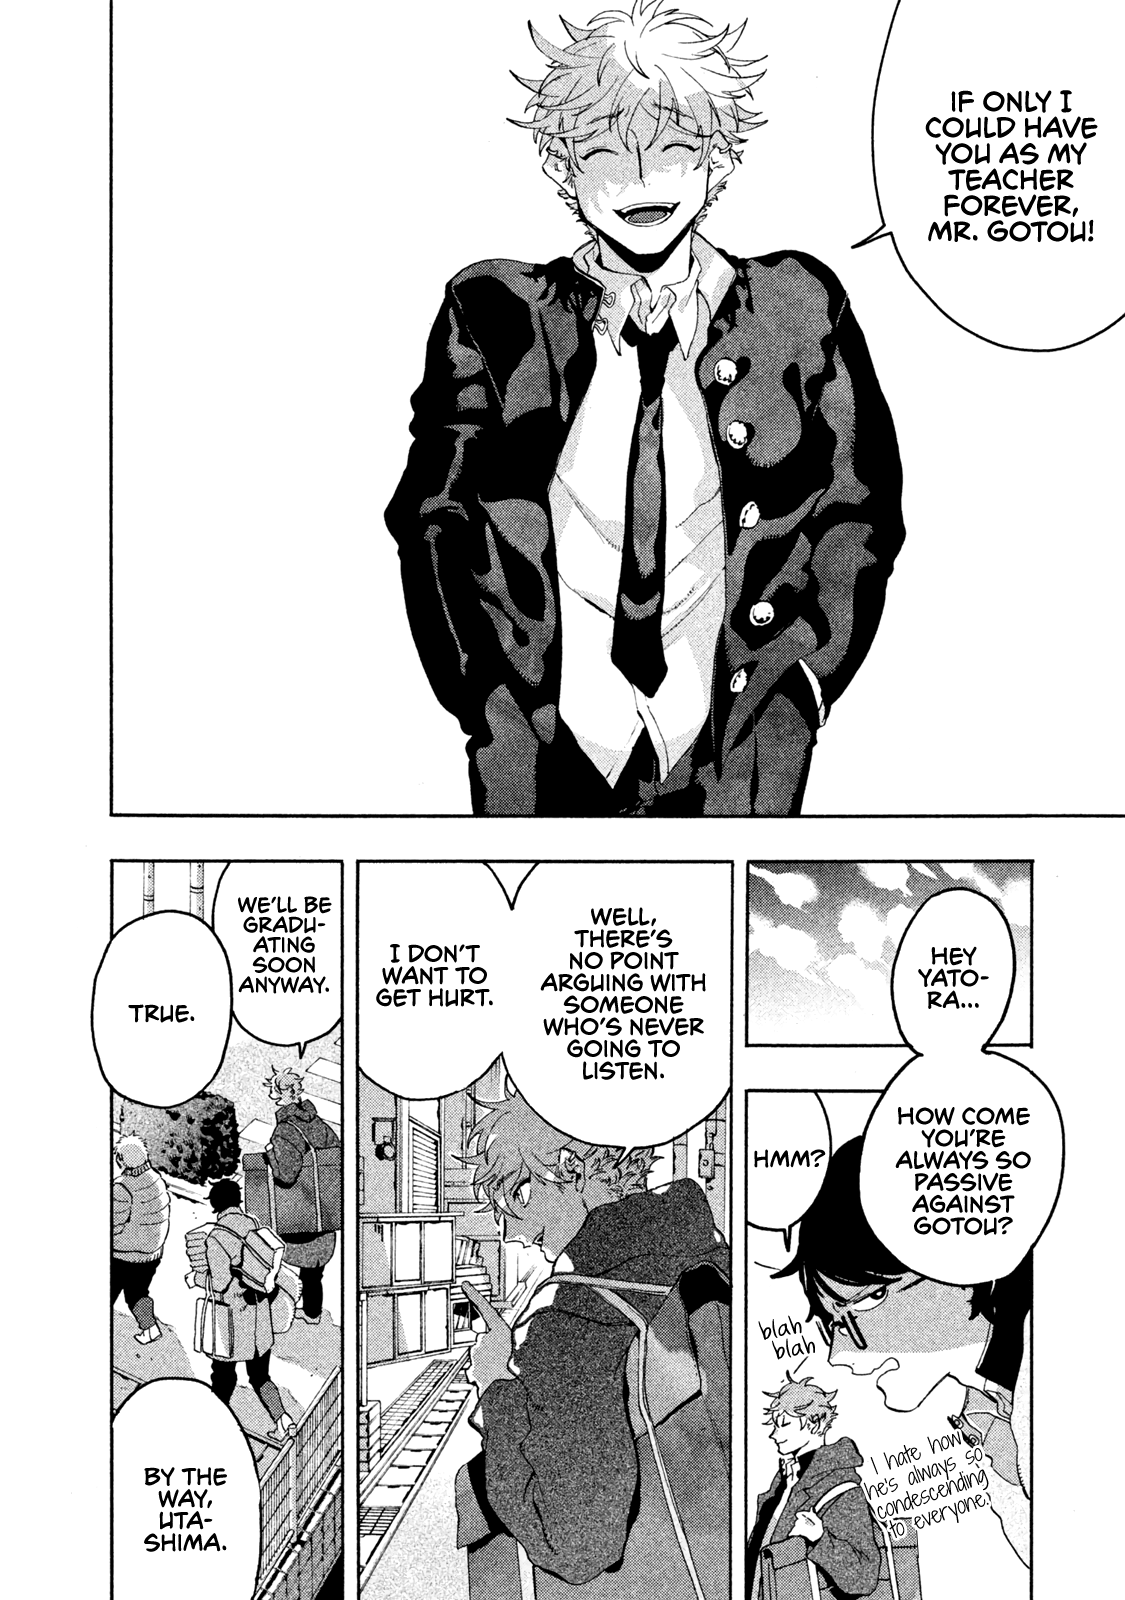 IF ONLY I
COULD HAVE
YOU AS MY
TEACHER
FOREVER,
MR. GOTOU!
HEY
YATO-
RA...
HOW COME
YOU'RE
ALWAYS SO
PASSIVE
AGAINST
GOTOU?
HMM?
blah
blah
I hate how
he's always so
condescending
to everyone.
WELL,
THERE'S
NO POINT
ARGUING WITH
SOMEONE
WHO'S NEVER
GOING TO
LISTEN.
I DON'T
WANT TO
GET HURT.
WE'LL BE
GRADU-
ATING
SOON
ANYWAY.
TRUE.
BY THE
WAY,
UTA-
SHIMA.